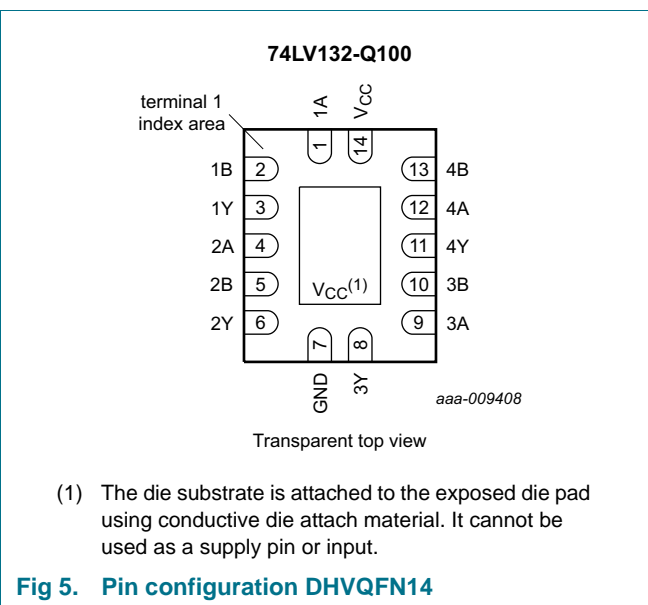 74LV132-Q100
terminal 1
index area
1A
VCC
1
14
1B 2
13 4B
1Y 3
12 4A
2A 4
11 4Y
2B 5
VCC(1)
10 3B
2Y 6
9 3A
7
8
GND
3Y
aaa-009408
Transparent top view
(1) The die substrate is attached to the exposed die pad
using conductive die attach material. It cannot be
used as a supply pin or input.
Fig 5. Pin configuration DHVQFN14